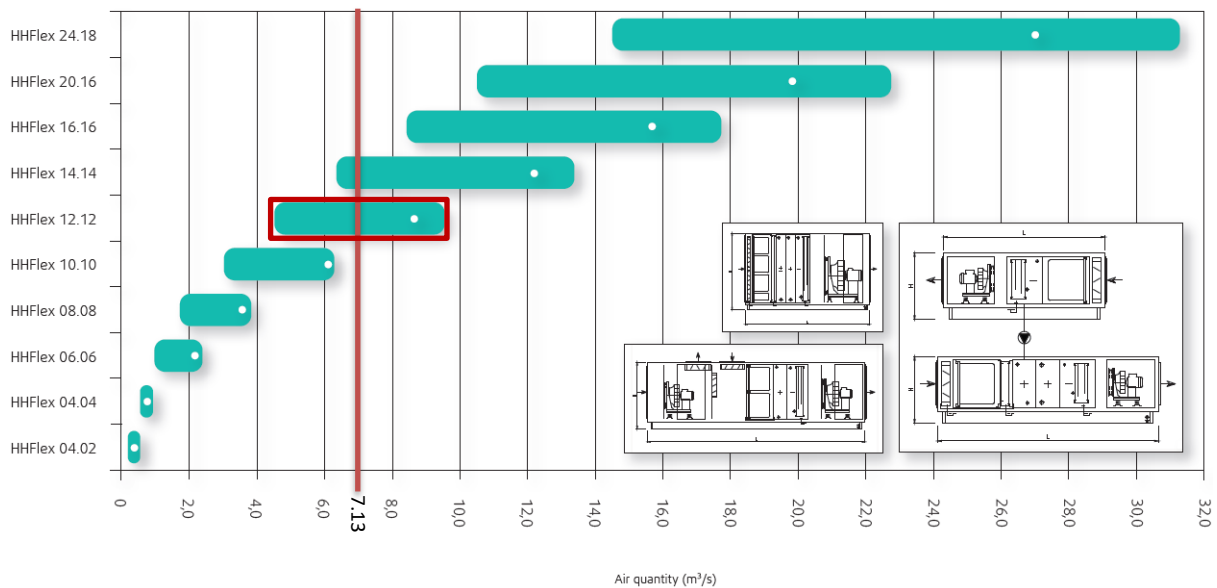 HHFlex 24.18
HHFlex 20.16
HHFlex 16.16
HHFlex 14.14
HHFlex 12.12
HHFlex 10.10
HHFlex 08.08
HHFlex 06.06
HHFlex 04.04
HHFlex 04.02
L
H
L
H
L
L
0
2,0
4,0
6,0
7.13
8,0
10,0
12,0
14,0
16,0
18,0
20,0
22,0
24,0
26,0
28,0
30,0
32,0
Air quantity (m³/s)